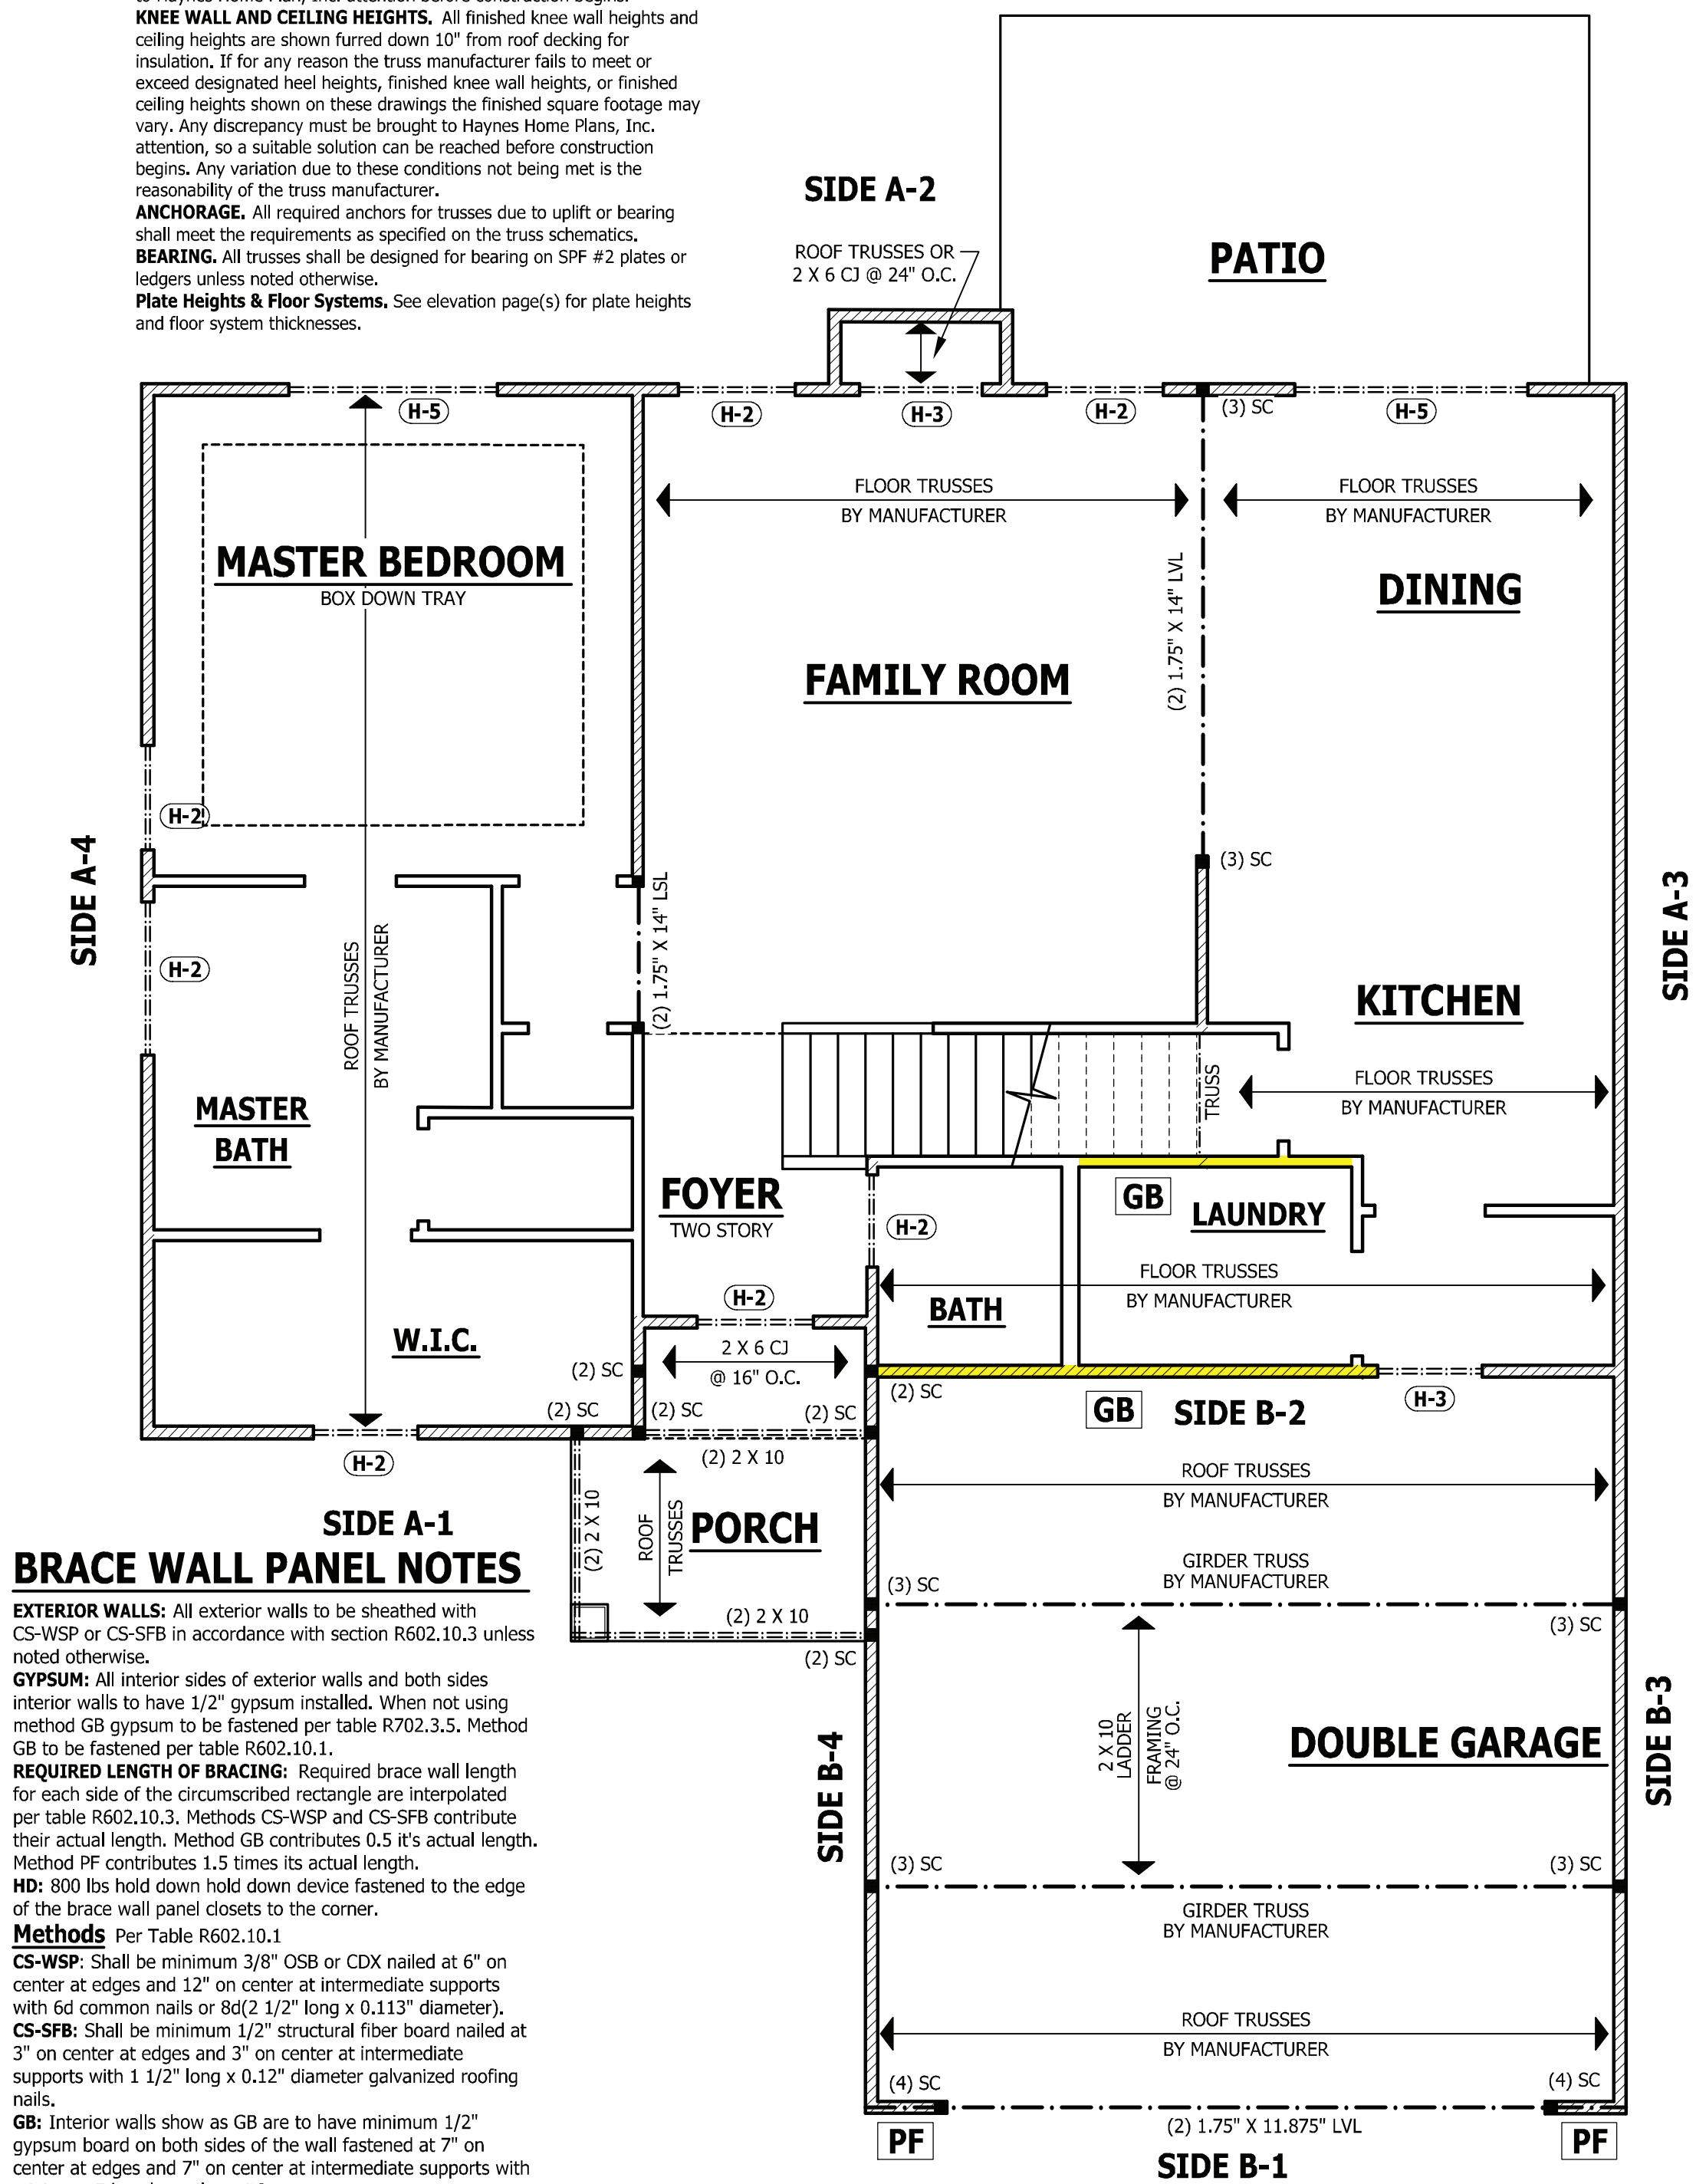 to Haynes Home Plan, Inc. attention before construction begins.
KNEE WALL AND CEILING HEIGHTS. All finished knee wall heights and
ceiling heights are shown furred down 10" from roof decking for
insulation. If for any reason the truss manufacturer fails to meet or
exceed designated heel heights, finished knee wall heights, or finished
ceiling heights shown on these drawings the finished square footage may
vary. Any discrepancy must be brought to Haynes Home Plans, Inc.
attention, so a suitable solution can be reached before construction
begins. Any variation due to these conditions not being met is the
reasonability of the truss manufacturer.
ANCHORAGE. All required anchors for trusses due to uplift or bearing
shall meet the requirements as specified on the truss schematics.
BEARING. All trusses shall be designed for bearing on SPF #2 plates or
ledgers unless noted otherwise.
Plate Heights & Floor Systems. See elevation page(s) for plate heights
and floor system thicknesses.
SIDE A-2
ROOF TRUSSES OR
2 X 6 CJ @ 24" O.C.
PATIO
H-5
H-2
H-3
H-2
(3) SC
H-5
FLOOR TRUSSES
BY MANUFACTURER
FLOOR TRUSSES
BY MANUFACTURER
MASTER BEDROOM
BOX DOWN TRAY
(2) 1.75" X 14" LVL
DINING
FAMILY ROOM
H-2
SIDE A-4
(3) SC
H-2
ROOF TRUSSES
BY MANUFACTURER
(2) 1.75" X 14" LSL
SIDE A-3
KITCHEN
TRUSS
FLOOR TRUSSES
BY MANUFACTURER
MASTER
BATH
FOYER
TWO STORY
H-2
GB
LAUNDRY
FLOOR TRUSSES
BY MANUFACTURER
BATH
H-2
W.I.C.
2 X 6 CJ
@ 16" O.C.
(2) SC
(2) SC
(2) SC
(2) SC
(2) SC
GB
SIDE B-2
H-3
H-2
(2) 2 X 10
ROOF TRUSSES
BY MANUFACTURER
SIDE A-1
(2) 2 X 10
ROOF
TRUSSES
PORCH
GIRDER TRUSS
BY MANUFACTURER
(3) SC
(3) SC
(2) 2 X 10
(2) SC
BRACE WALL PANEL NOTES
EXTERIOR WALLS: All exterior walls to be sheathed with
CS-WSP or CS-SFB in accordance with section R602.10.3 unless
noted otherwise.
GYPSUM: All interior sides of exterior walls and both sides
interior walls to have 1/2" gypsum installed. When not using
method GB gypsum to be fastened per table R702.3.5. Method
GB to be fastened per table R602.10.1.
REQUIRED LENGTH OF BRACING: Required brace wall length
for each side of the circumscribed rectangle are interpolated
per table R602.10.3. Methods CS-WSP and CS-SFB contribute
their actual length. Method GB contributes 0.5 it's actual length.
Method PF contributes 1.5 times its actual length.
HD: 800 lbs hold down hold down device fastened to the edge
of the brace wall panel closets to the corner.
Methods Per Table R602.10.1
CS-WSP: Shall be minimum 3/8" OSB or CDX nailed at 6" on
center at edges and 12" on center at intermediate supports
with 6d common nails or 8d(2 1/2" long x 0.113" diameter).
CS-SFB: Shall be minimum 1/2" structural fiber board nailed at
3" on center at edges and 3" on center at intermediate
supports with 1 1/2" long x 0.12" diameter galvanized roofing
nails.
GB: Interior walls show as GB are to have minimum 1/2"
gypsum board on both sides of the wall fastened at 7" on
center at edges and 7" on center at intermediate supports with
SIDE B-4
2 X 10
LADDER
FRAMING
@ 24" O.C.
DOUBLE GARAGE
SIDE B-3
(3) SC
(3) SC
GIRDER TRUSS
BY MANUFACTURER
ROOF TRUSSES
BY MANUFACTURER
(4) SC
(4) SC
PF
(2) 1.75" X 11.875" LVL
PF
SIDE B-1